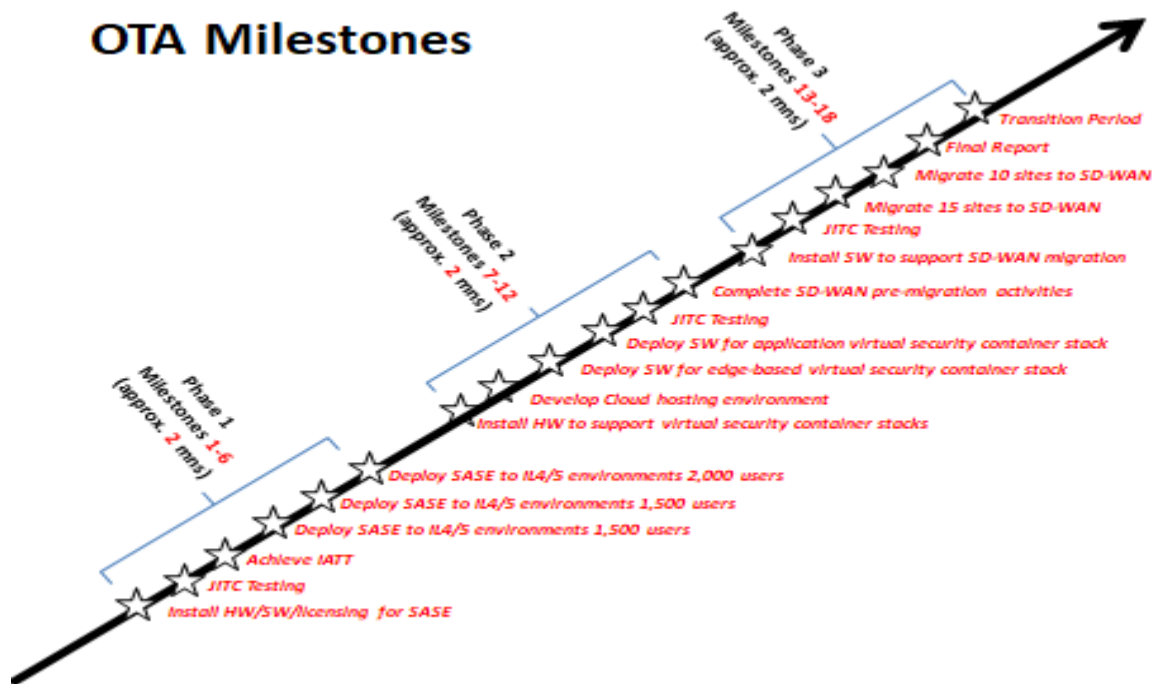 OTA Milestones
Phase 3
Milestones 13-18
(approx. 2 mns)
Transition Period
Final Report
Migrate 10 sites to SD-WAN
Migrate 15 sites to SD-WAN
JITC Testing
Install SW to support SD-WAN migration
Phase 2
Milestones 7-12
(approx. 2 mns)
Complete SD-WAN pre-migration activities
JITC Testing
Deploy SW for application virtual security container stack
Deploy SW for edge-based virtual security container stack
Develop Cloud hosting environment
Install HW to support virtual security container stacks
Phase 1
Milestones 1-6
(approx. 2 mns)
Deploy SASE to IL4/5 environments 2,000 users
Deploy SASE to IL4/5 environments 1,500 users
Deploy SASE to IL4/5 environments 1,500 users
Achieve IATT
JITC Testing
Install HW/SW/licensing for SASE